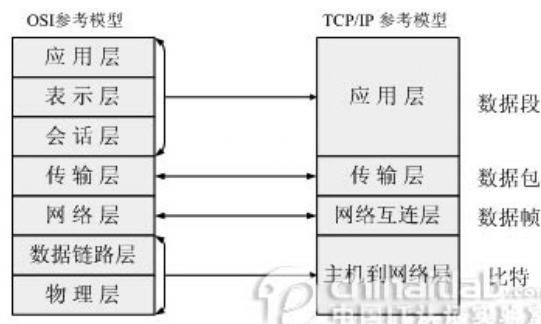 OSI参考模型
TCP/IP 参考模型
应用层
表示层
会话层
传输层
网络层
数据链路层
物理层
应用层
传输层
网络互连层
主机到网络层
数据段
数据包
数据帧
比特